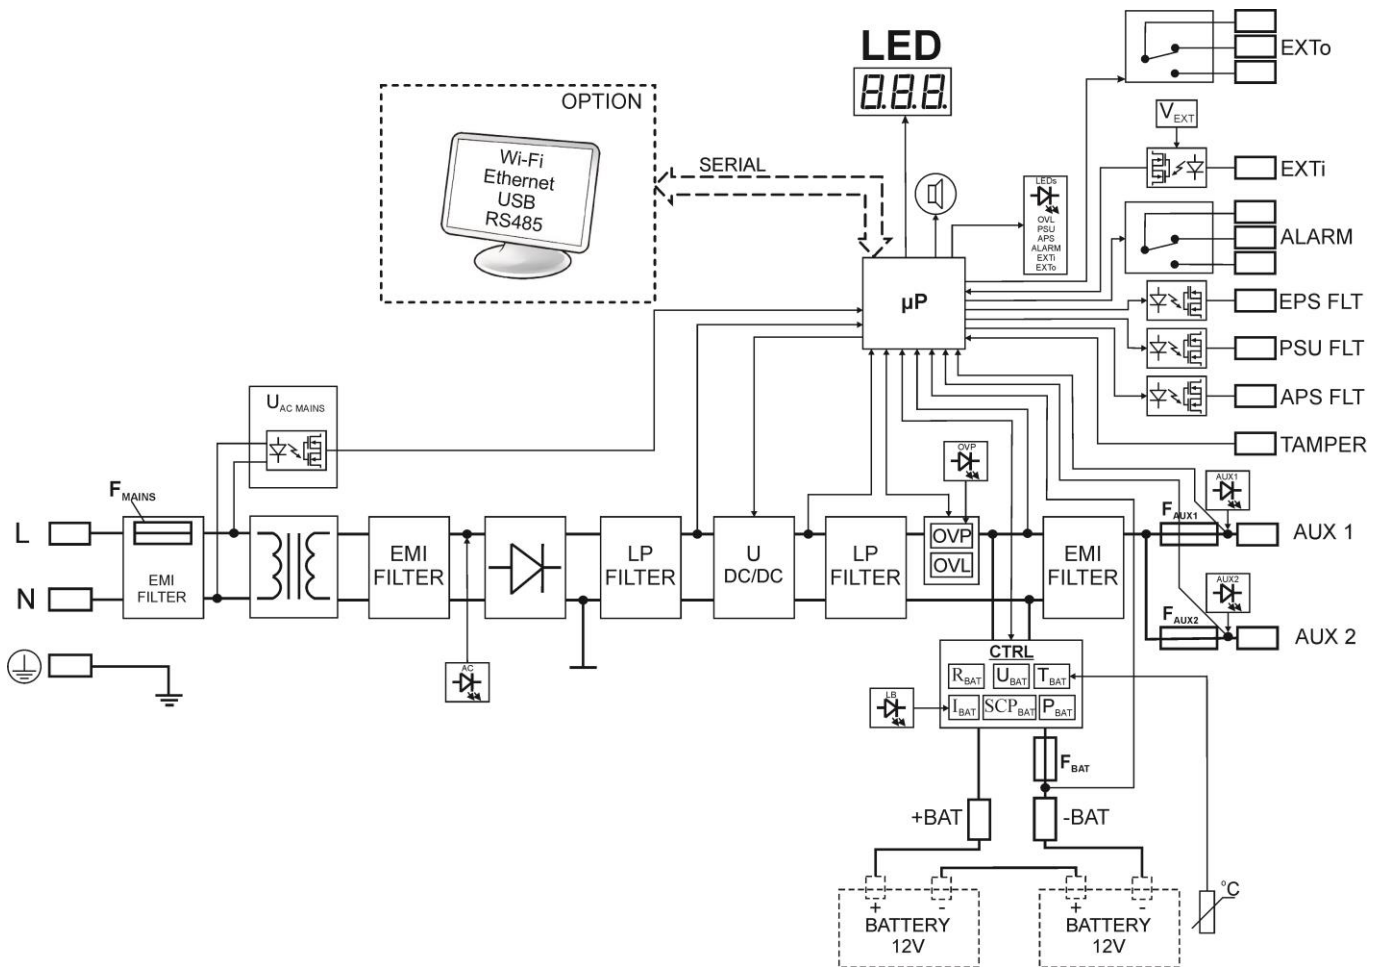 LED
8.8.8.
EXTo
OPTION
Wi-Fi
Ethernet
USB
RS485
SERIAL
VEXT
EXTi
LEDs
OVL
PSU
APS
ALARM
EXTi
EXTo
ALARM
µP
EPS FLT
PSU FLT
APS FLT
TAMPER
UAC MAINS
OVP
AUX1
FMAINS
FAUX1
L
EMI
FILTER
EMI
FILTER
LP
FILTER
U
DC/DC
LP
FILTER
OVP
OVL
EMI
FILTER
AUX 1
N
AUX2
FAUX2
AUX 2
AC
CTRL
RBAT
UBAT
TBAT
LB
IBAT
SCPBAT
PBAT
FBAT
+BAT
-BAT
°C
+
-
+
-
BATTERY
12V
BATTERY
12V